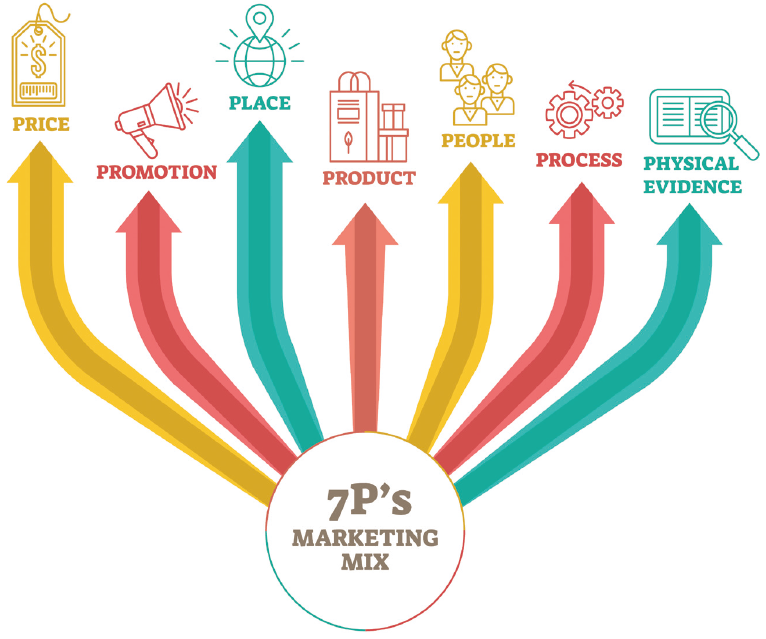 PRICE
PROMOTION
PLACE
PRODUCT
PEOPLE
PROCESS
PHYSICAL
EVIDENCE
7P's
MARKETING
MIX